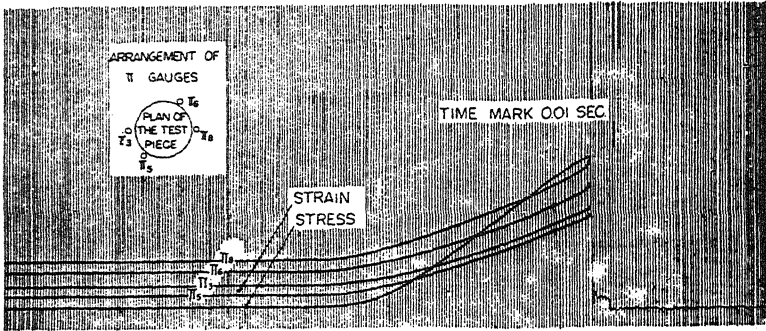 ARRANGEMENT OF
π GAUGES
π6
PLAN OF
THE TEST
PIECE
π3
π8
π5
TIME MARK 0.01 SEC.
STRAIN
STRESS
π8
π6
π3
π5